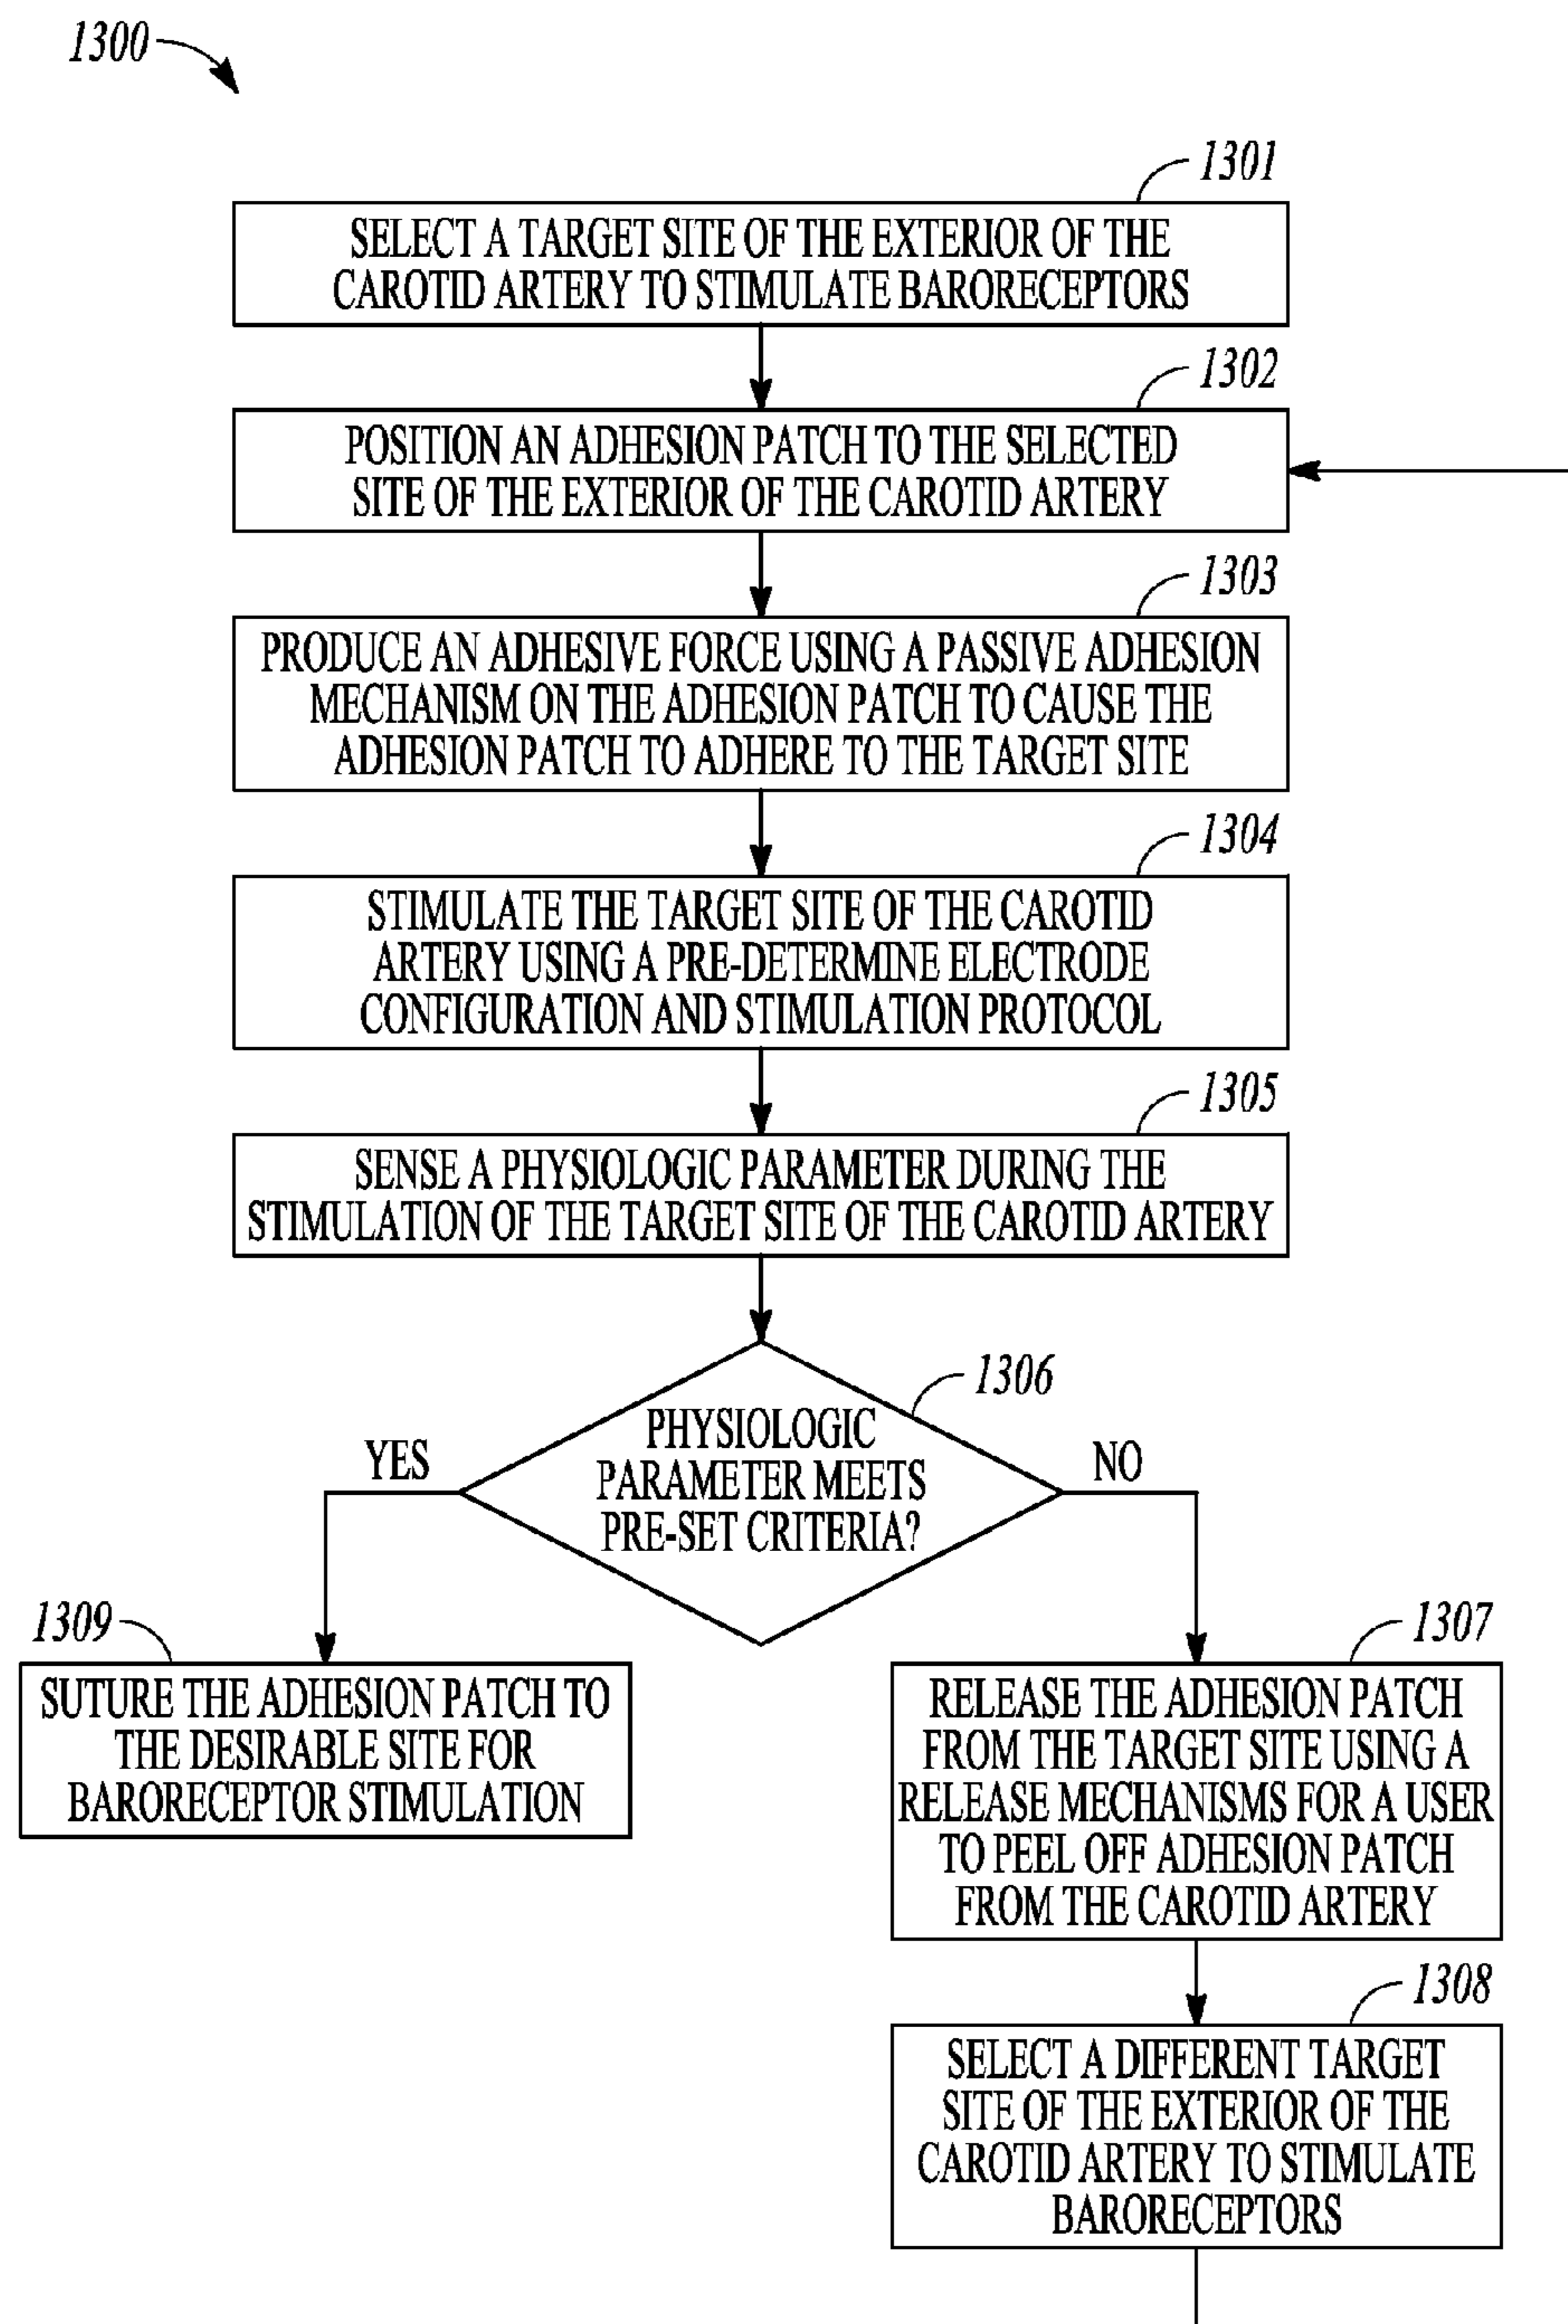 1300
1301
SELECT A TARGET SITE OF THE EXTERIOR OF THE
CAROTID ARTERY TO STIMULATE BARORECEPTORS
1302
POSITION AN ADHESION PATCH TO THE SELECTED
SITE OF THE EXTERIOR OF THE CAROTID ARTERY
1303
PRODUCE AN ADHESIVE FORCE USING A PASSIVE ADHESION
MECHANISM ON THE ADHESION PATCH TO CAUSE THE
ADHESION PATCH TO ADHERE TO THE TARGET SITE
1304
STIMULATE THE TARGET SITE OF THE CAROTID
ARTERY USING A PRE-DETERMINE ELECTRODE
CONFIGURATION AND STIMULATION PROTOCOL
1305
SENSE A PHYSIOLOGIC PARAMETER DURING THE
STIMULATION OF THE TARGET SITE OF THE CAROTID ARTERY
1306
PHYSIOLOGIC
PARAMETER MEETS
PRE-SET CRITERIA?
YES
NO
1309
SUTURE THE ADHESION PATCH TO
THE DESIRABLE SITE FOR
BARORECEPTOR STIMULATION
1307
RELEASE THE ADHESION PATCH
FROM THE TARGET SITE USING A
RELEASE MECHANISMS FOR A USER
TO PEEL OFF ADHESION PATCH
FROM THE CAROTID ARTERY
1308
SELECT A DIFFERENT TARGET
SITE OF THE EXTERIOR OF THE
CAROTID ARTERY TO STIMULATE
BARORECEPTORS